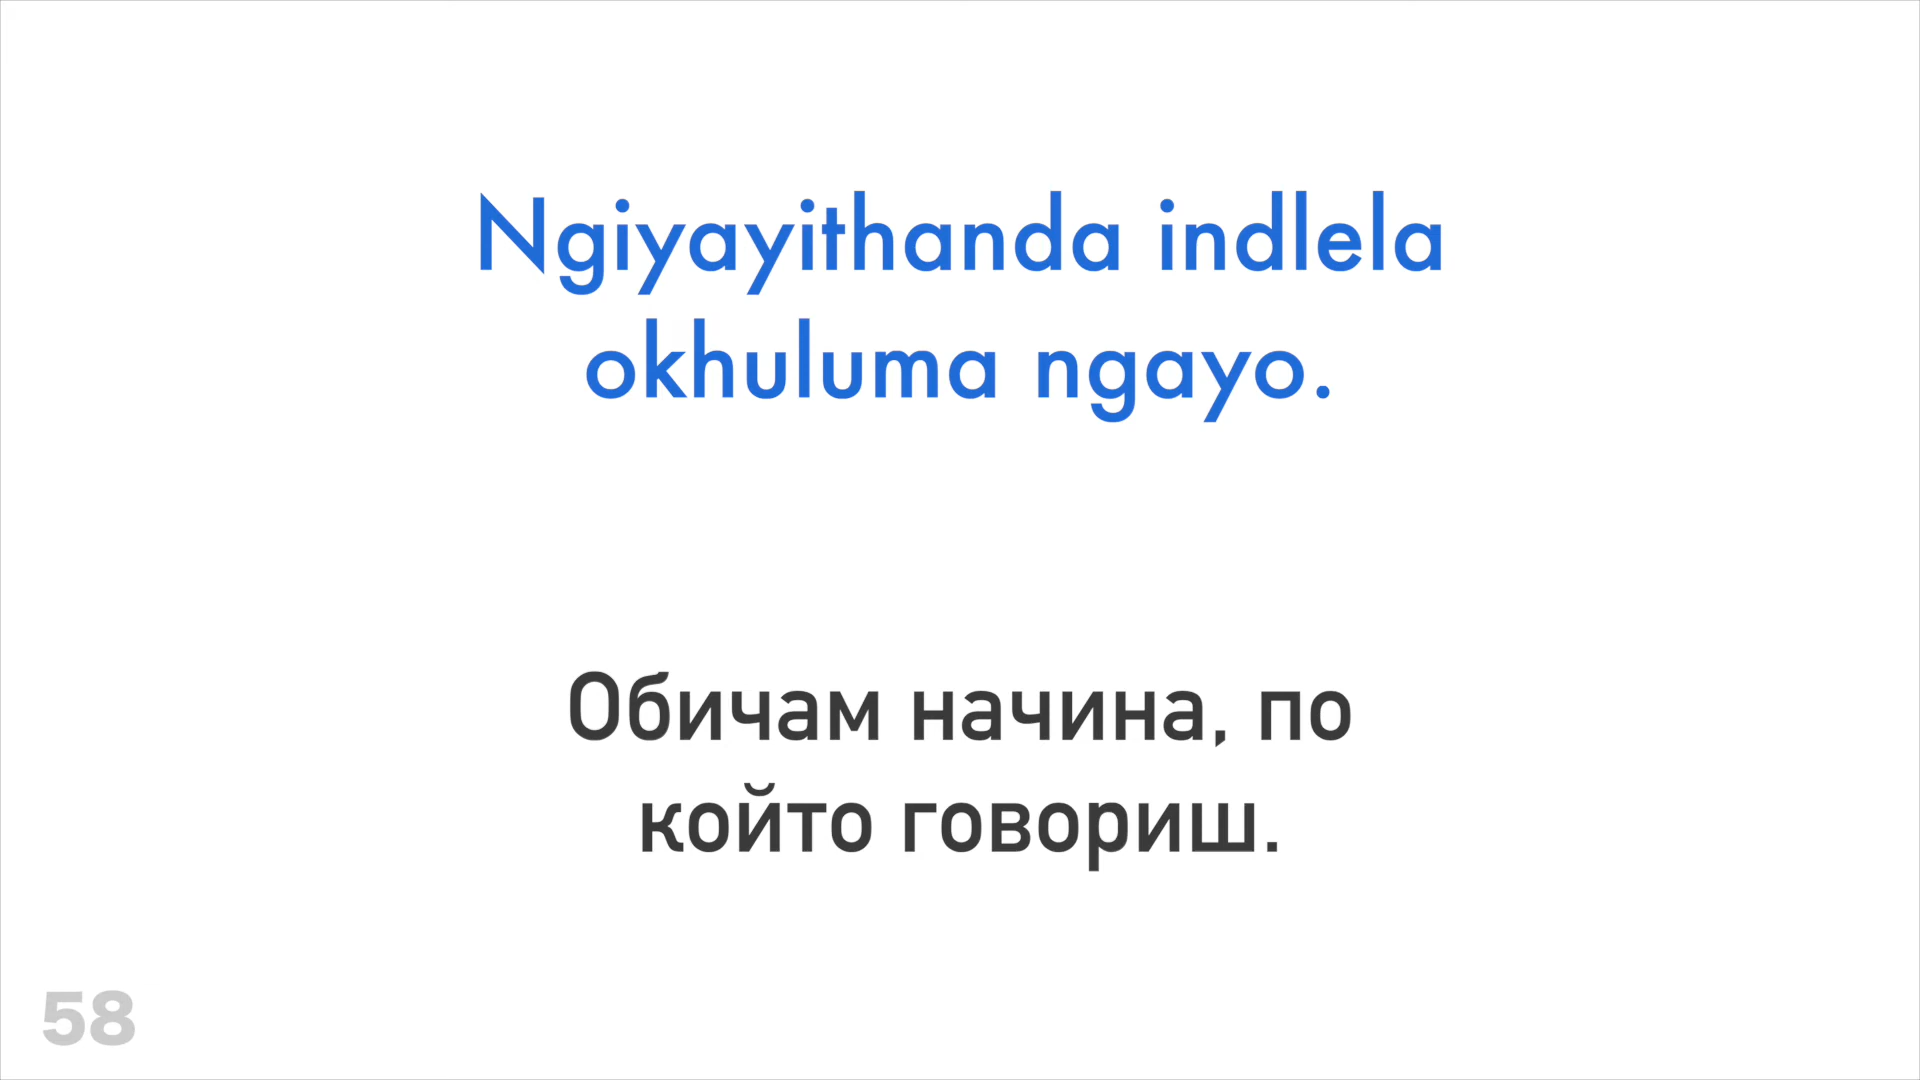 Ngiyayithanda indlela
okhuluma ngayo.
Обичам начина, по
който говориш.
58